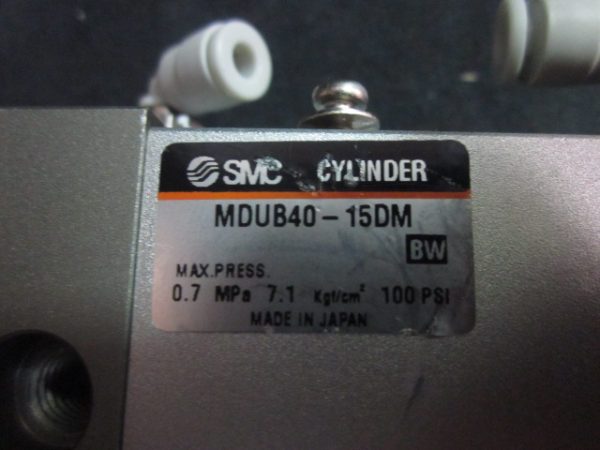 SMC CYLINDER
MDUB40-15DM
BW
MAX.PRESS.
0.7 MPa 7.1 Kgf/cm² 100 PSI
MADE IN JAPAN